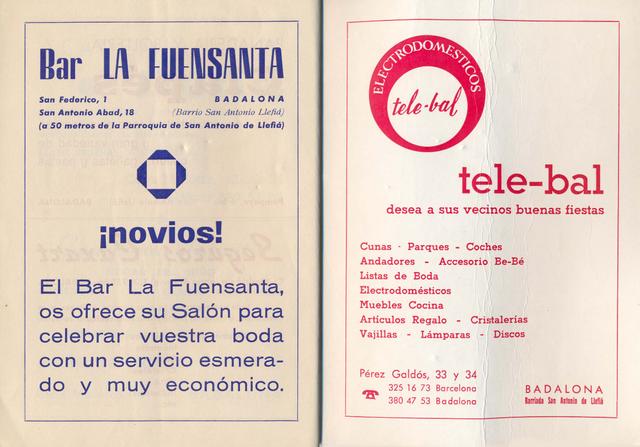 Bar LA FUENSANTA
San Federico, 1 BADALONA
San Antonio Abad, 18 (Barrio San Antonio Llefiá)
(a 50 metros de la Parroquia de San Antonio de Llefiá)
¡novios!
El Bar La Fuensanta,
os ofrece su Salón para
celebrar vuestra boda
con un servicio esmera-
do y muy económico.
ELECTRODOMESTICOS
tele-bal
tele-bal
desea a sus vecinos buenas fiestas
Cunas - Parques - Coches
Andadores - Accesorio Be-Bé
Listas de Boda
Electrodomésticos
Muebles Cocina
Artículos Regalo - Cristalerías
Vajillas - Lámparas - Discos
Pérez Galdós, 33 y 34
325 16 73 Barcelona
380 47 53 Badalona
BADALONA
Barriada San Antonio de Llefiá